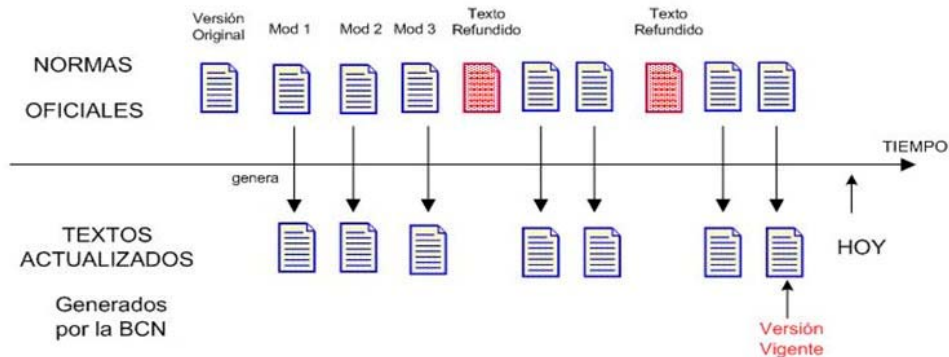 Versión
Original
Mod 1
Mod 2
Mod 3
Texto
Refundido
Texto
Refundido
NORMAS
OFICIALES
TIEMPO
genera
TEXTOS
ACTUALIZADOS
HOY
Generados
por la BCN
Versión
Vigente